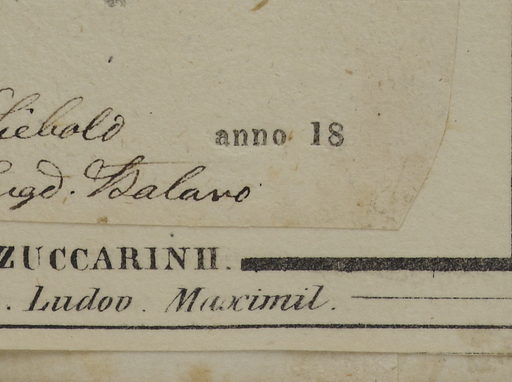 Siebold anno 18
Lugd. Batavo
ZUCCARINII.
. Ludov. Maximil.